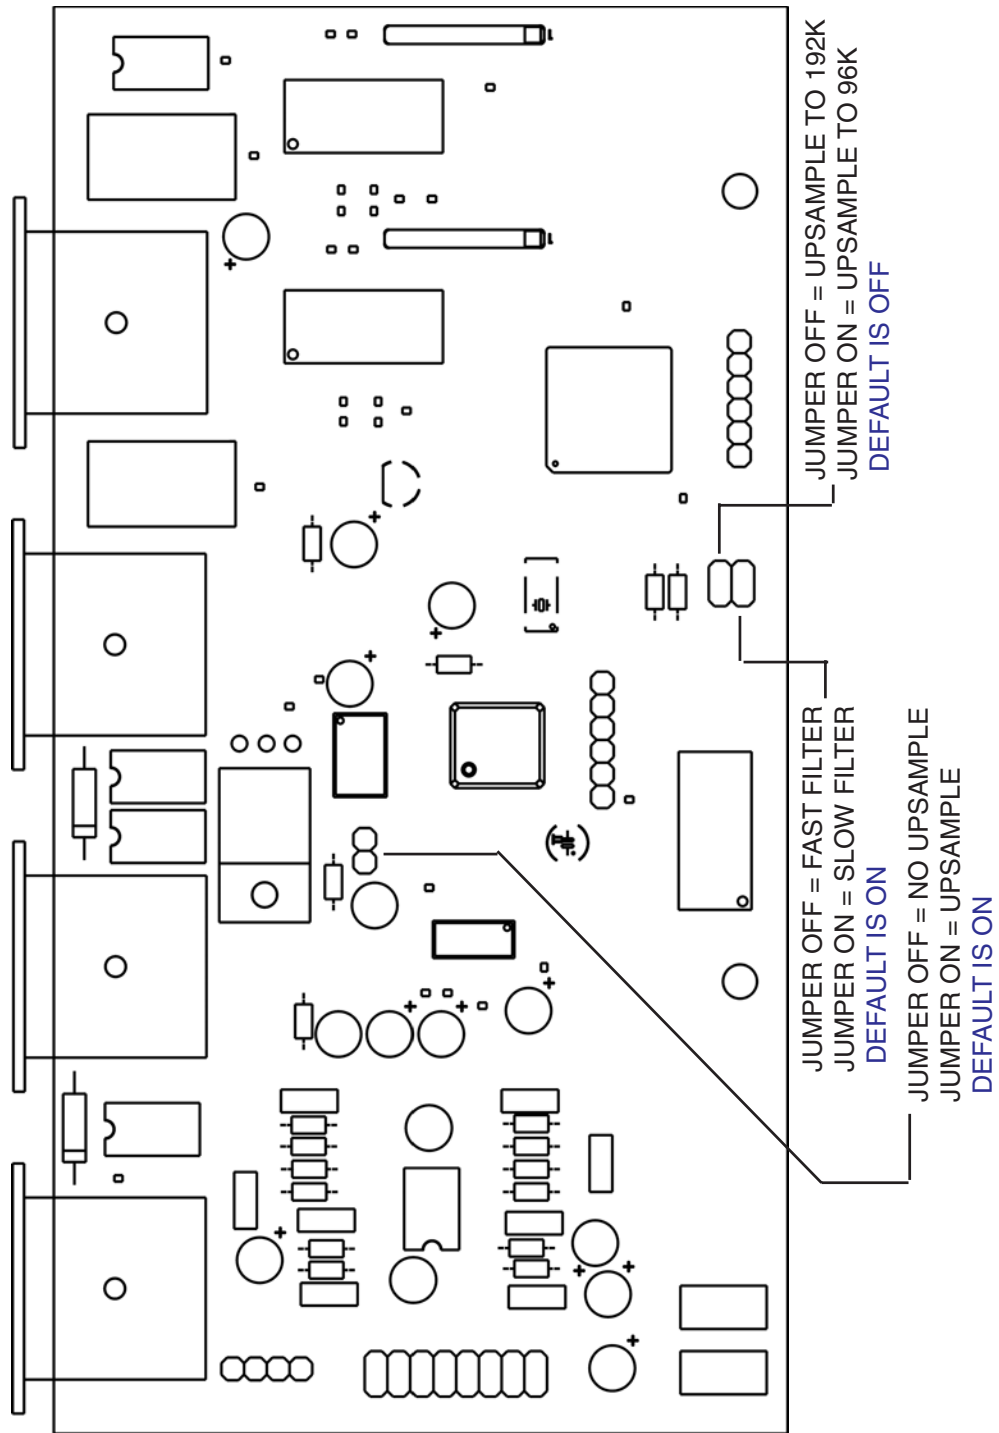 JUMPER OFF = UPSAMPLE TO 192K
JUMPER ON = UPSAMPLE TO 96K
DEFAULT IS OFF
JUMPER OFF = FAST FILTER
JUMPER ON = SLOW FILTER
DEFAULT IS ON
JUMPER OFF = NO UPSAMPLE
JUMPER ON = UPSAMPLE
DEFAULT IS ON